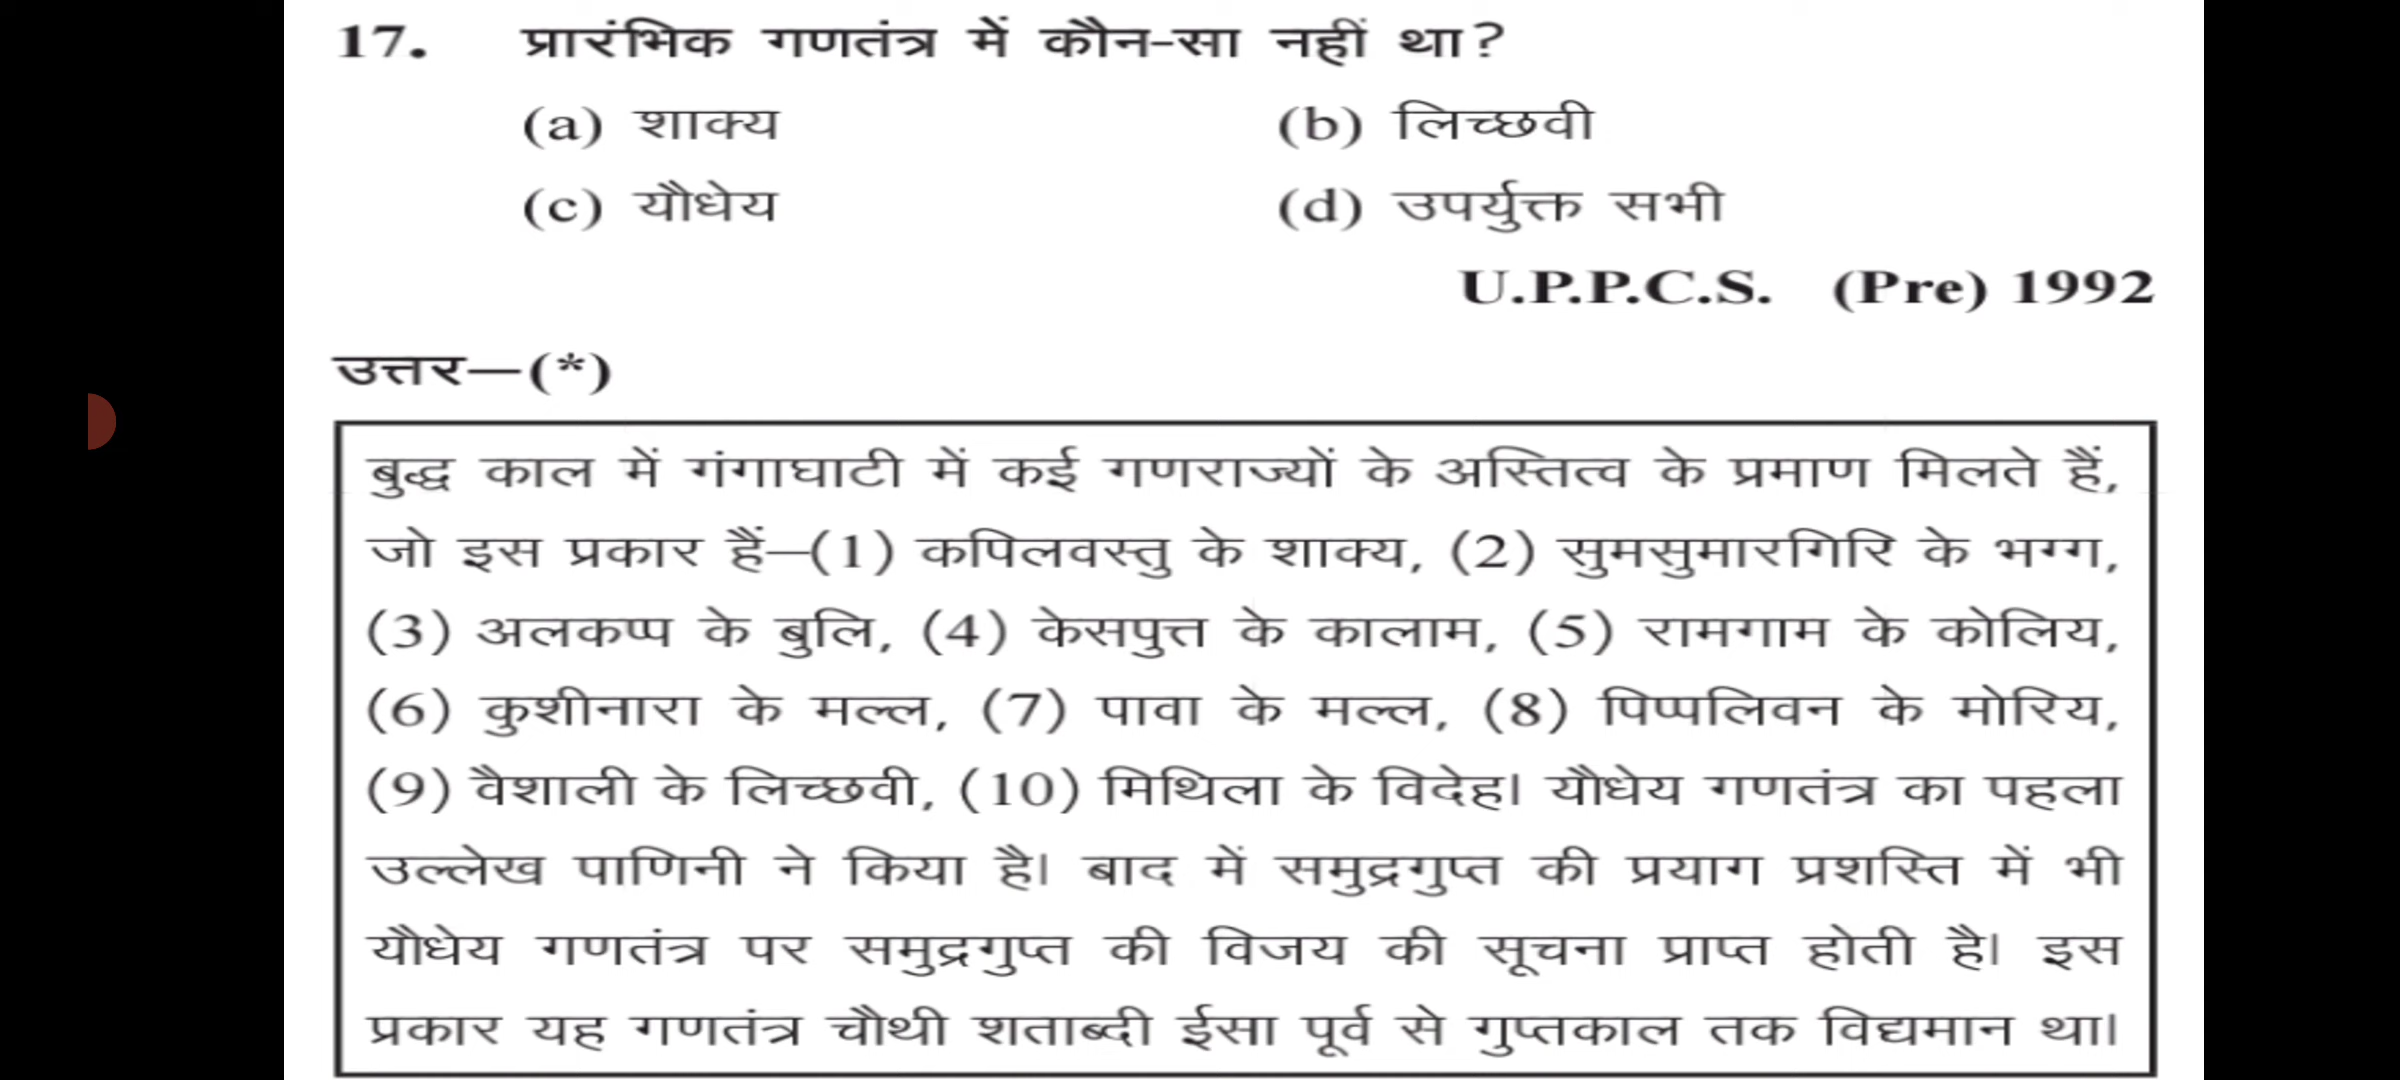 17. प्रारंभिक गणतंत्र में कौन-सा नहीं था?
(a) शाक्य (b) लिच्छवी
(c) यौधेय (d) उपर्युक्त सभी
U.P.P.C.S. (Pre) 1992
उत्तर—(*)
बुद्ध काल में गंगाघाटी में कई गणराज्यों के अस्तित्व के प्रमाण मिलते हैं,
जो इस प्रकार हैं—(1) कपिलवस्तु के शाक्य, (2) सुमसुमारगिरि के भग्ग,
(3) अलकप्प के बुलि, (4) केसपुत्त के कालाम, (5) रामगाम के कोलिय,
(6) कुशीनारा के मल्ल, (7) पावा के मल्ल, (8) पिप्पलिवन के मोरिय,
(9) वैशाली के लिच्छवी, (10) मिथिला के विदेह। यौधेय गणतंत्र का पहला
उल्लेख पाणिनी ने किया है। बाद में समुद्रगुप्त की प्रयाग प्रशस्ति में भी
यौधेय गणतंत्र पर समुद्रगुप्त की विजय की सूचना प्राप्त होती है। इस
प्रकार यह गणतंत्र चौथी शताब्दी ईसा पूर्व से गुप्तकाल तक विद्यमान था।